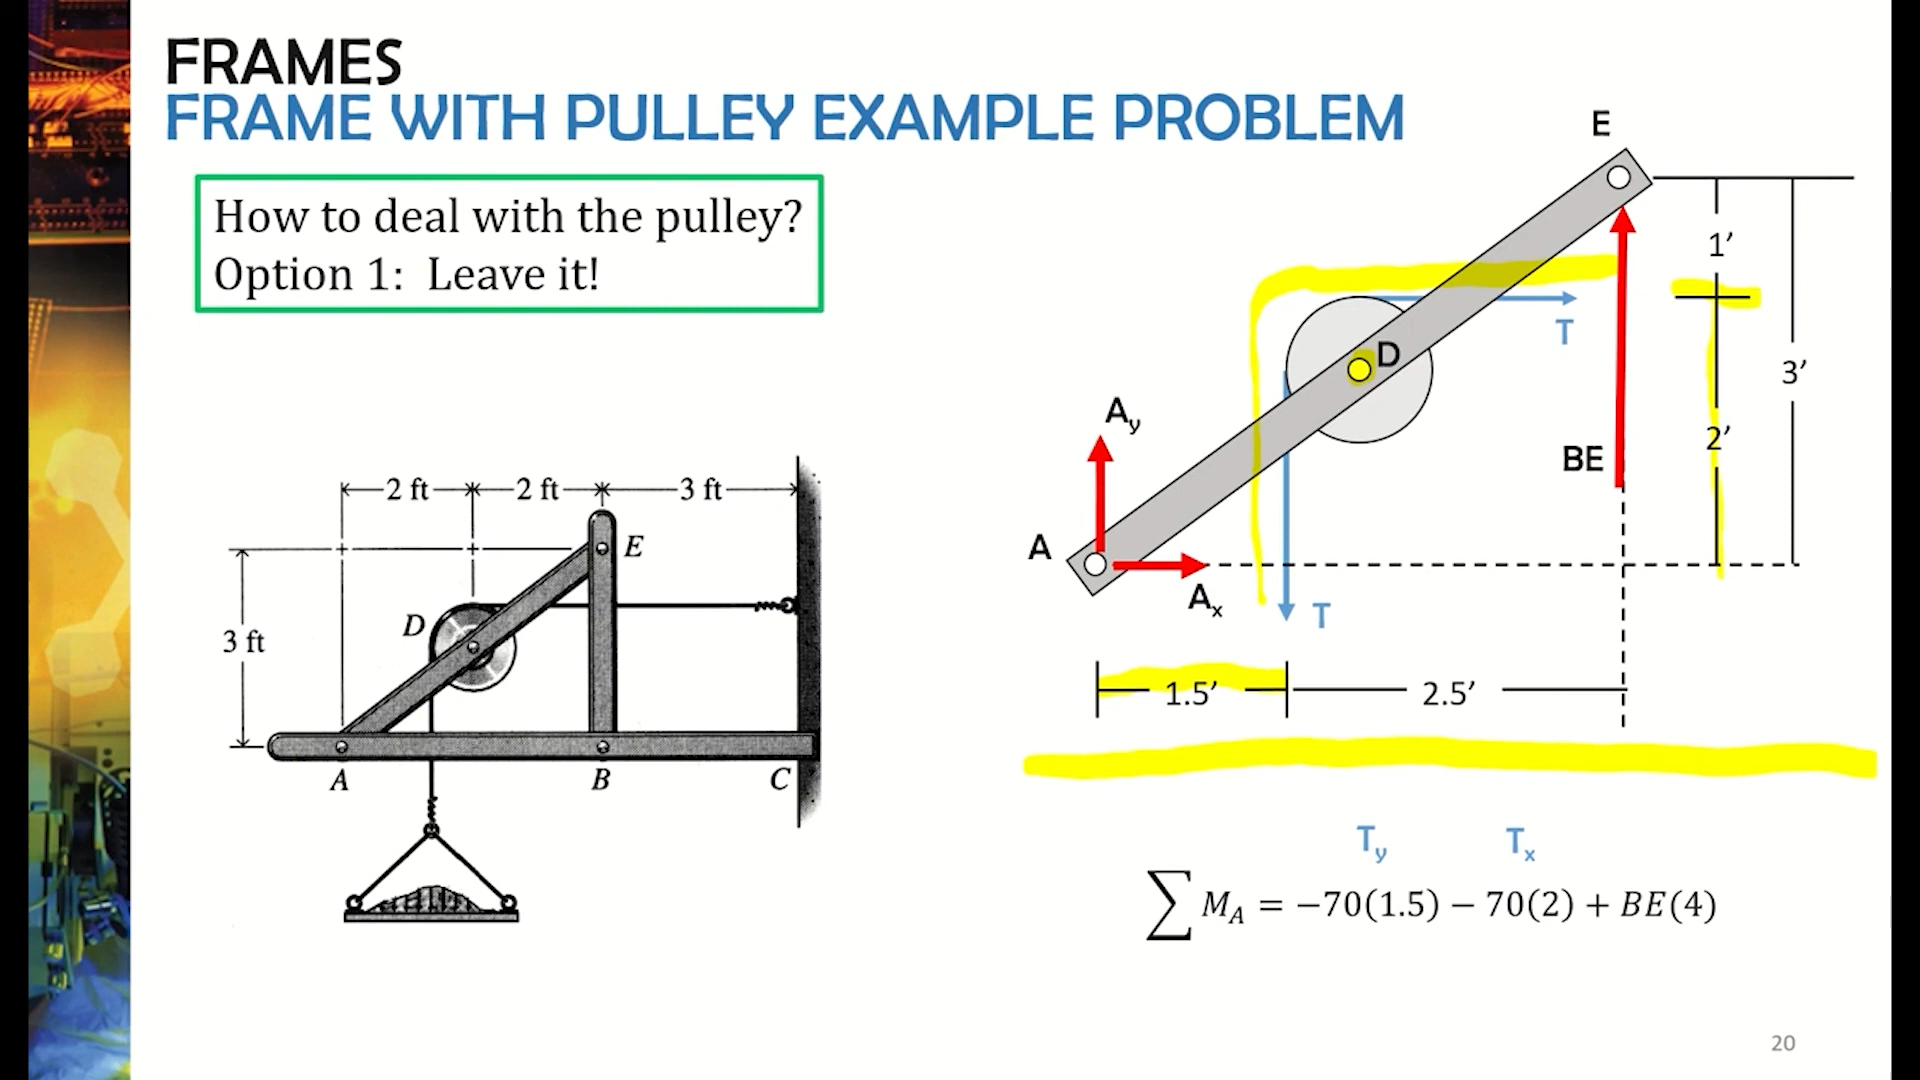 FRAMES
FRAME WITH PULLEY EXAMPLE PROBLEM
How to deal with the pulley?
Option 1: Leave it!
2 ft
2 ft
3 ft
E
D
3 ft
A
B
C
E
1’
T
D
3’
Ay
2’
BE
A
Ax
T
1.5’
2.5’
Ty
Tx
∑ MA = −70(1.5) − 70(2) + BE(4)
20